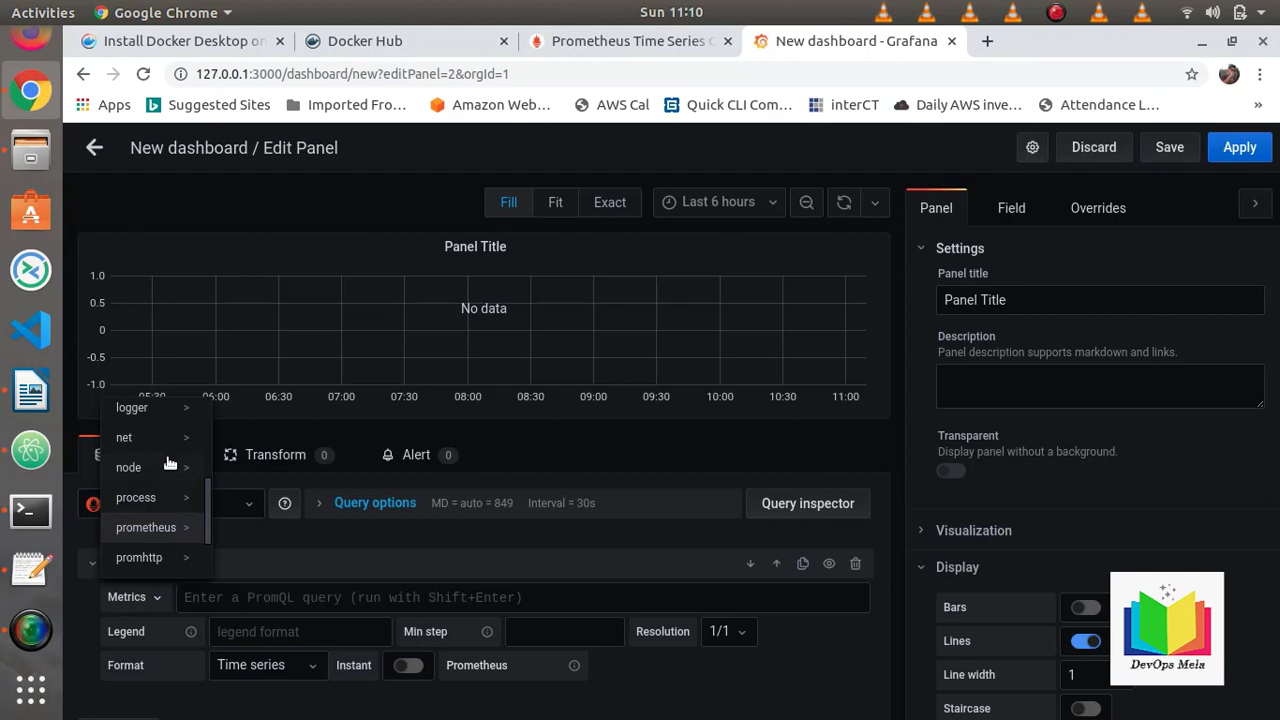 Activities
Google Chrome
Sun 11:10
Install Docker Desktop on
Docker Hub
Prometheus Time Series C
New dashboard - Grafana
127.0.0.1:3000/dashboard/new?editPanel=2&orgId=1
Apps
Suggested Sites
Imported Fro...
Amazon Web...
AWS Cal
Quick CLI Com...
interCT
Daily AWS inve...
Attendance L...
»
New dashboard / Edit Panel
Discard
Save
Apply
Fill
Fit
Exact
Last 6 hours
Panel
Field
Overrides
Panel Title
1.0
0.5
0
-0.5
-1.0
No data
05:30
06:00
06:30
07:00
07:30
08:00
08:30
09:00
09:30
10:00
10:30
11:00
Settings
Panel title
Panel Title
Description
Panel description supports markdown and links.
Transparent
Display panel without a background.
Visualization
Display
Bars
Lines
Line width
1
Staircase
logger >
net >
node >
process >
prometheus >
promhttp >
Transform 0
Alert 0
Query options
MD = auto = 849
Interval = 30s
Query inspector
Metrics
Enter a PromQL query (run with Shift+Enter)
Legend
legend format
Min step
Resolution
1/1
Format
Time series
Instant
Prometheus
DevOps Mela